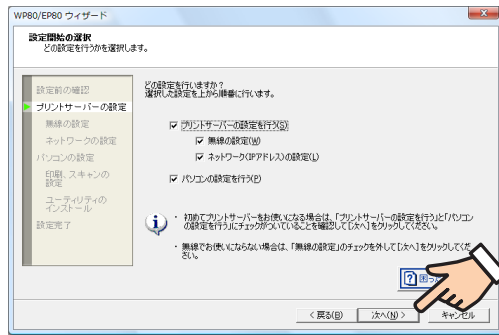 WP80/EP80 ウィザード
設定開始の選択
どの設定を行うかを選択します。
設定前の確認
プリントサーバーの設定
無線の設定
ネットワークの設定
パソコンの設定
印刷、スキャンの
設定
ユーティリティの
インストール
設定完了
どの設定を行いますか?
選択した設定を上から順番に行います。
プリントサーバーの設定を行う(S)
無線の設定(W)
ネットワーク(IPアドレス)の設定(L)
パソコンの設定を行う(P)
・ 初めてプリントサーバーをお使いになる場合は、「プリントサーバーの設定を行う」と「パソコン
の設定を行う」にチェックがついていることを確認して[次へ]をクリックしてください。
・ 無線でお使いにならない場合は、「無線の設定」のチェックを外して[次へ]をクリックしてくだ
さい。
困っ
< 戻る(B)
次へ(N) >
キャンセル